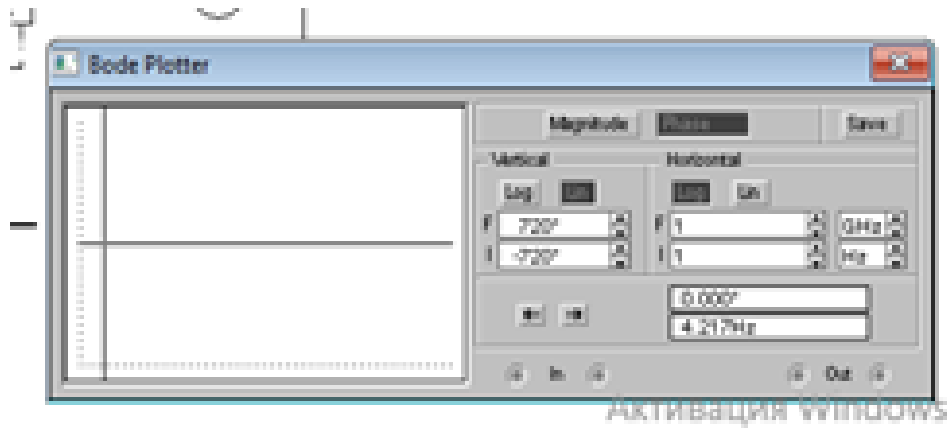 Bode Plotter
Magnitude Phase Save
Vertical Horizontal
Log Lin Log Lin
F 720° F 1 GHz
I -720° I 1 Hz
0.000°
4.217Hz
In Out
Активация Windows